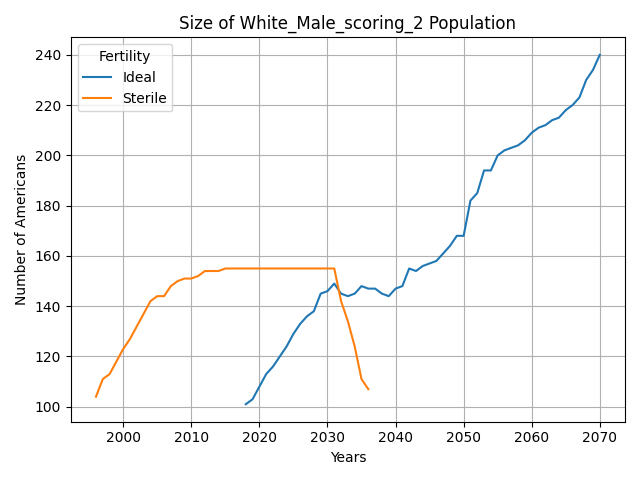 Size of White_Male_scoring_2 Population
Fertility
Ideal
Sterile
Number of Americans
240
220
200
180
160
140
120
100
2000 2010 2020 2030 2040 2050 2060 2070
Years